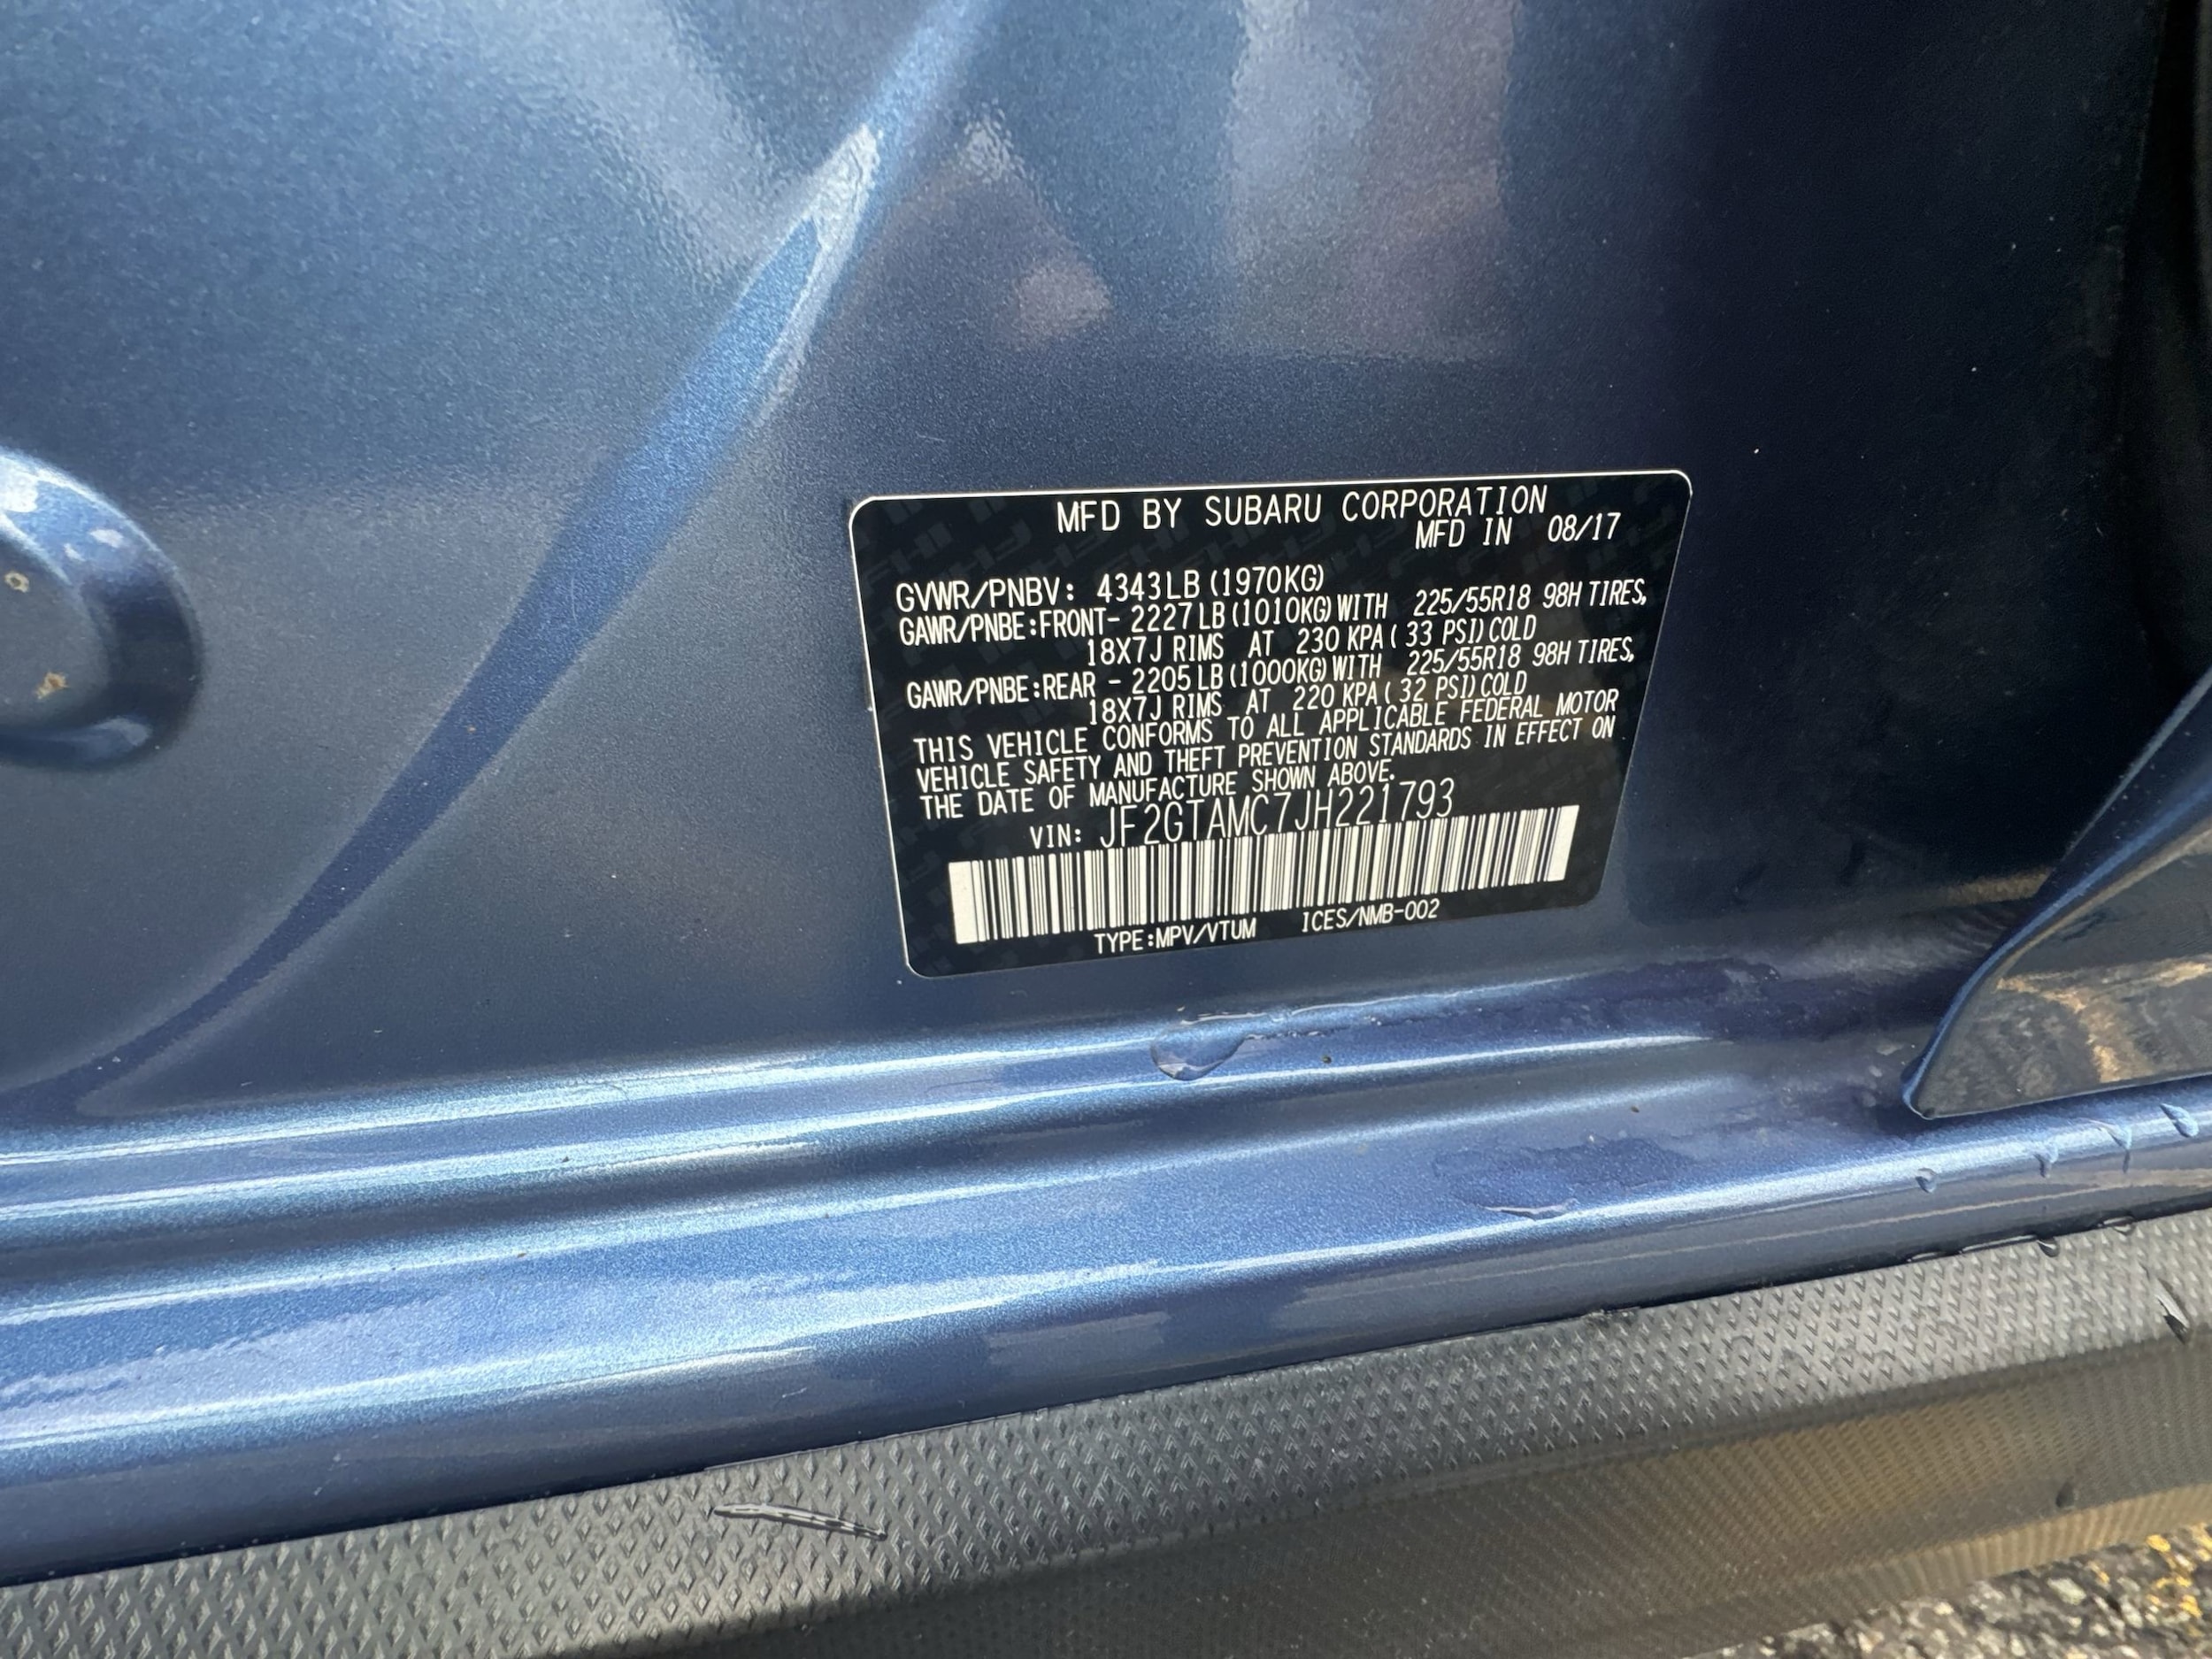 MFD BY SUBARU CORPORATION
MFD IN 08/17
GVWR/PNBV: 4343LB (1970KG)
GAWR/PNBE:FRONT- 2227 LB (1010KG) WITH 225/55R18 98H TIRES,
18X7J RIMS AT 230 KPA ( 33 PSI) COLD
GAWR/PNBE:REAR - 2205 LB (1000KG) WITH 225/55R18 98H TIRES,
18X7J RIMS AT 220 KPA ( 32 PSI) COLD
THIS VEHICLE CONFORMS TO ALL APPLICABLE FEDERAL MOTOR
VEHICLE SAFETY AND THEFT PREVENTION STANDARDS IN EFFECT ON
THE DATE OF MANUFACTURE SHOWN ABOVE.
VIN: JF2GTAMC7JH221793
TYPE:MPV/VTUM ICES/NMB-002